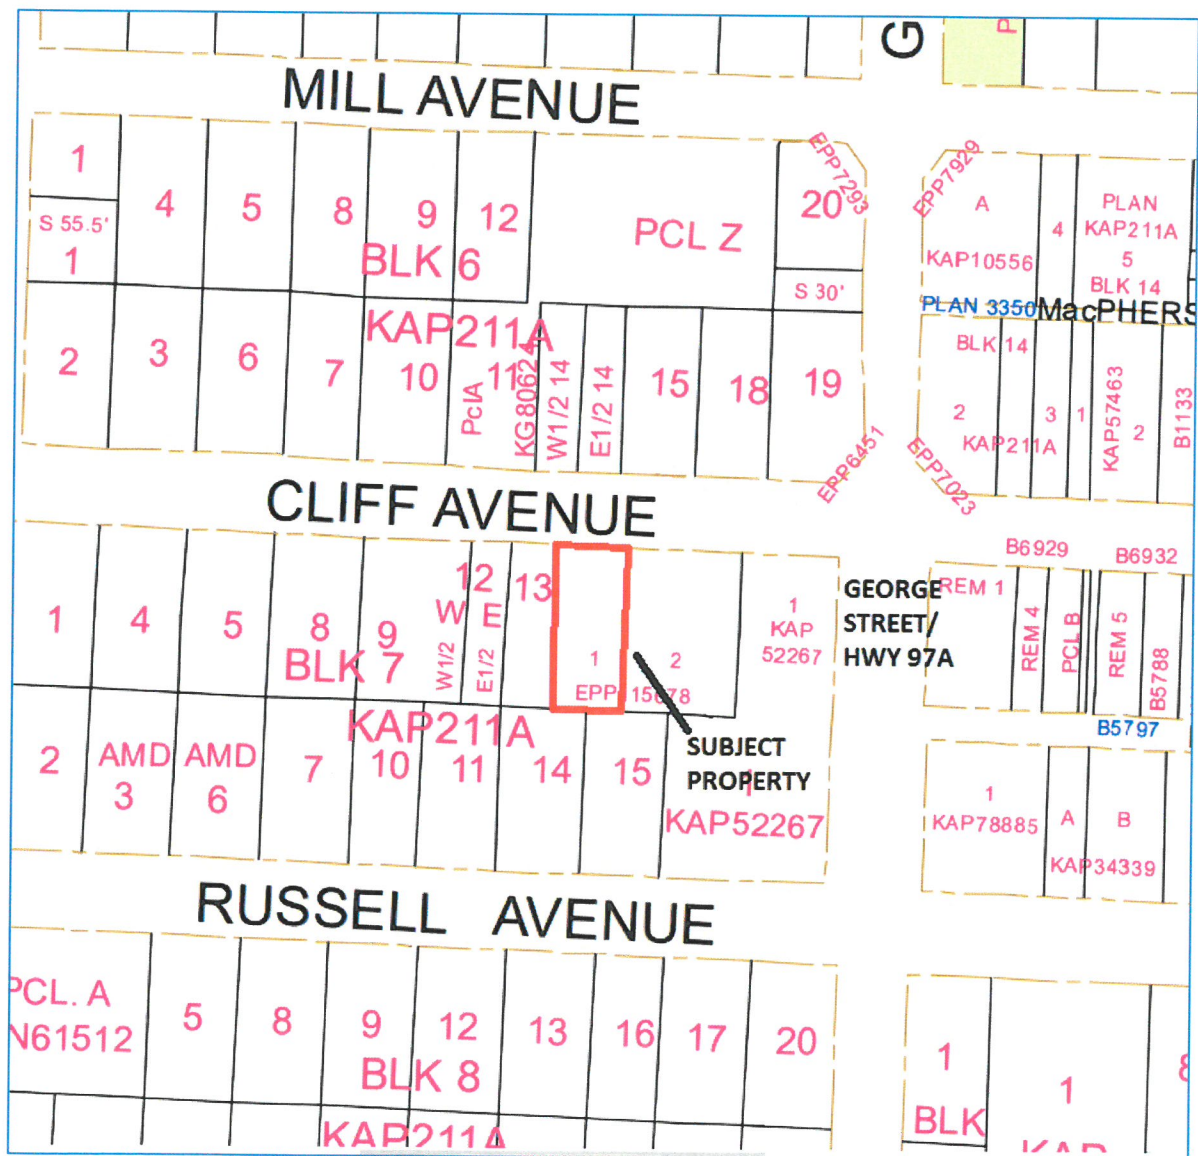 G
P
MILL AVENUE
1
4
5
8
9
12
PCL Z
20
EPP7293
EPP7929
A
KAP10556
4
PLAN
KAP211A
5
BLK 14
S 55.5'
1
BLK 6
S 30'
PLAN 3350
MacPHERS
KAP211A
2
3
6
7
10
PclA
11
KG80624
W1/2 14
E1/2 14
15
18
19
BLK 14
2
KAP211A
3
1
KAP57463
2
B1133
EPP6451
EPP7023
CLIFF AVENUE
B6929
B6932
1
4
5
8
9
BLK 7
12
W E
W1/2
E1/2
13
1
2
EPP 15678
1
KAP
52267
GEORGE
STREET/
HWY 97A
REM 1
REM 4
PCL B
REM 5
B5788
B5797
KAP211A
2
AMD
3
AMD
6
7
10
11
14
15
SUBJECT
PROPERTY
1
KAP52267
1
KAP78885
A
B
KAP34339
RUSSELL AVENUE
PCL. A
N61512
5
8
9
12
13
16
17
20
BLK 8
KAP211A
1
BLK
1
KAP
8